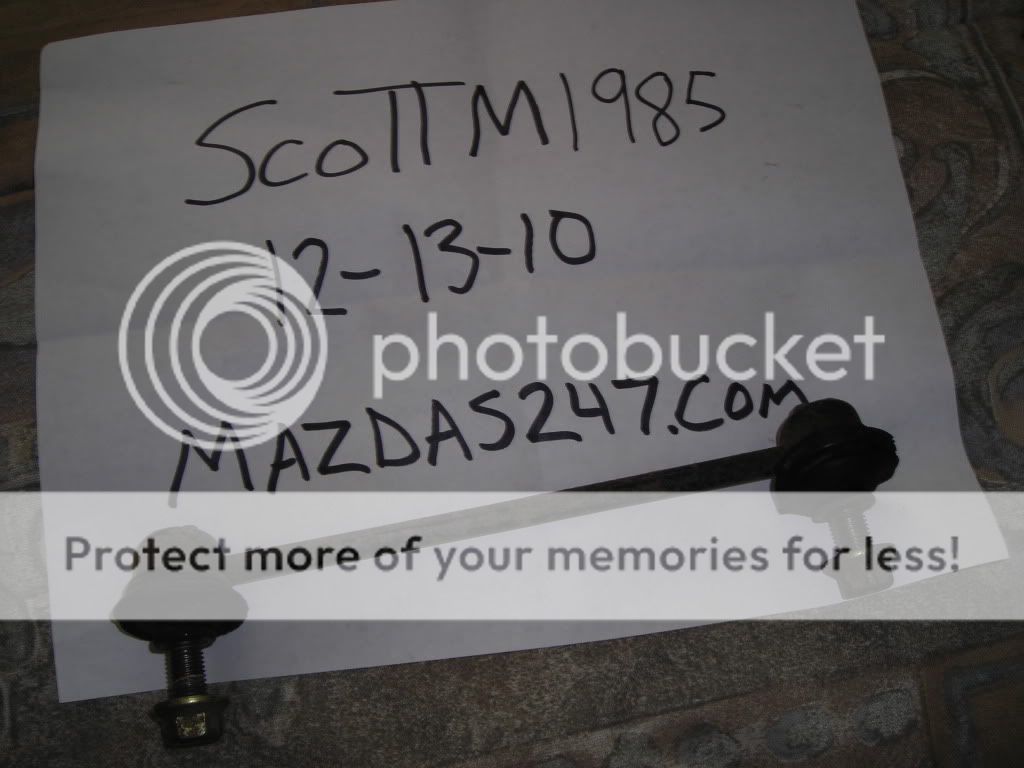 ScoTTM1985
12-13-10
photobucket
MAZDAS247.COM
Protect more of your memories for less!